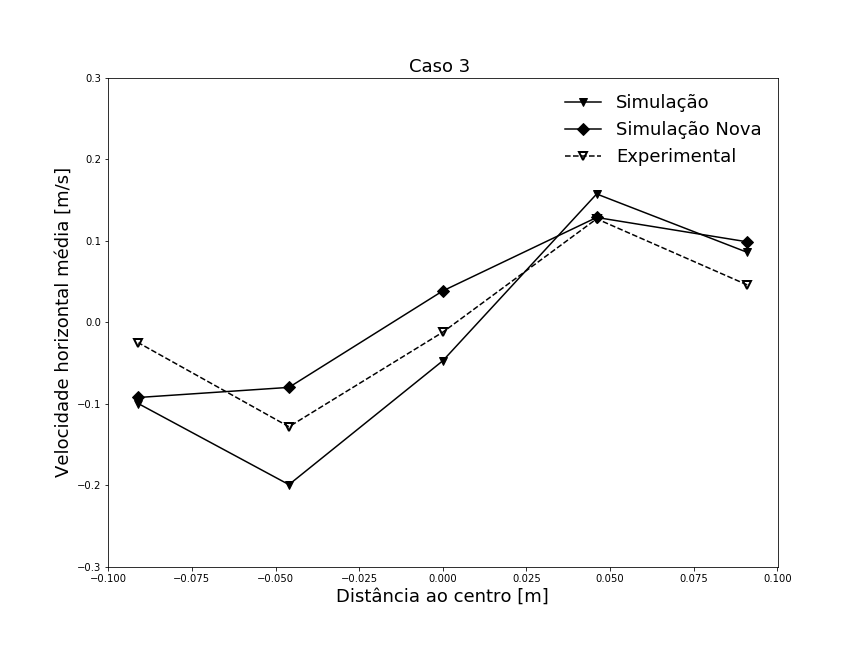 Caso 3
Simulação
Simulação Nova
Experimental
Velocidade horizontal média [m/s]
0.3
0.2
0.1
0.0
−0.1
−0.2
−0.3
−0.100 −0.075 −0.050 −0.025 0.000 0.025 0.050 0.075 0.100
Distância ao centro [m]